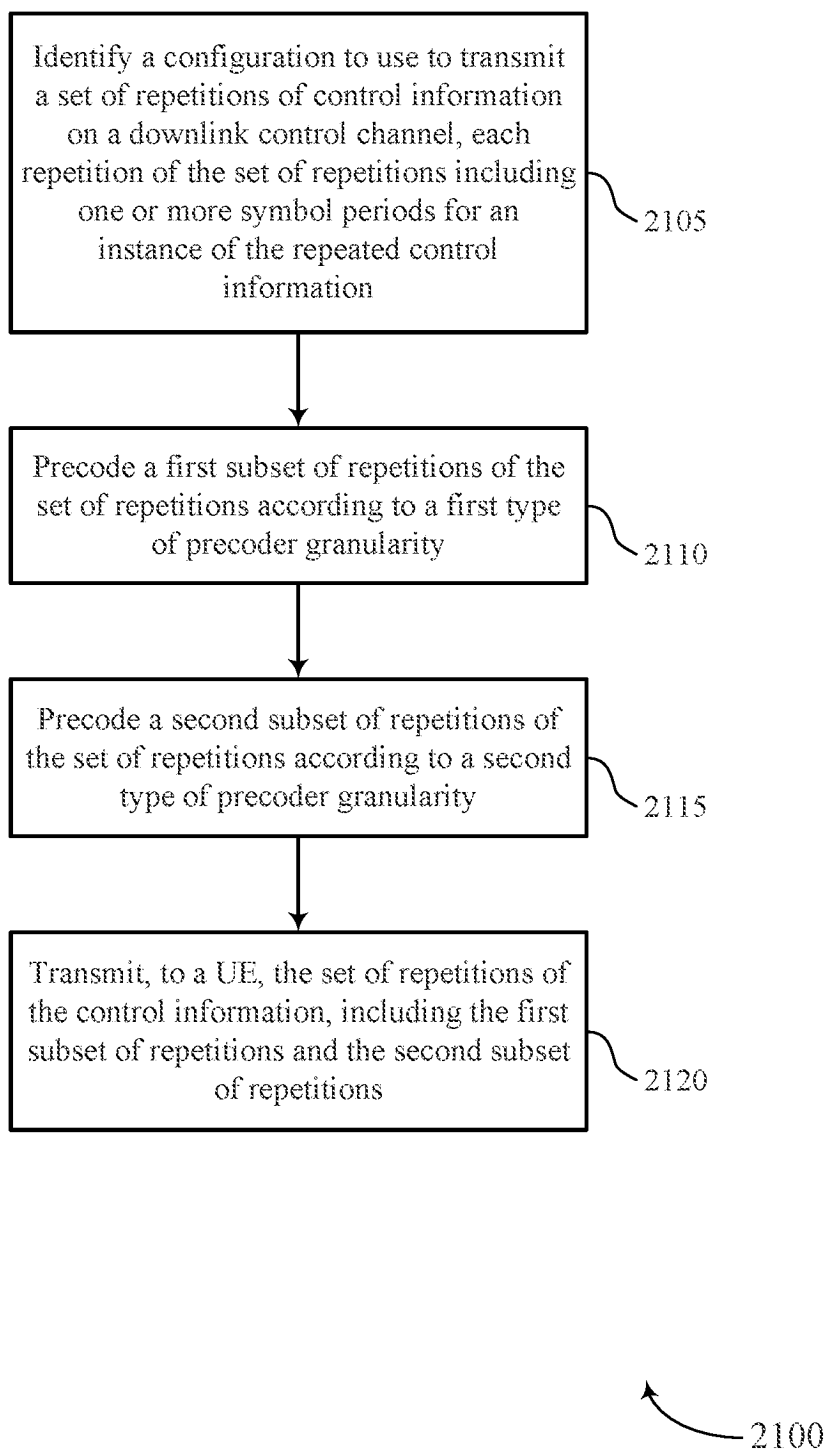 Identify a configuration to use to transmit
a set of repetitions of control information
on a downlink control channel, each
repetition of the set of repetitions including
one or more symbol periods for an
instance of the repeated control
information
2105
Precode a first subset of repetitions of the
set of repetitions according to a first type
of precoder granularity
2110
Precode a second subset of repetitions of
the set of repetitions according to a second
type of precoder granularity
2115
Transmit, to a UE, the set of repetitions of
the control information, including the first
subset of repetitions and the second subset
of repetitions
2120
2100